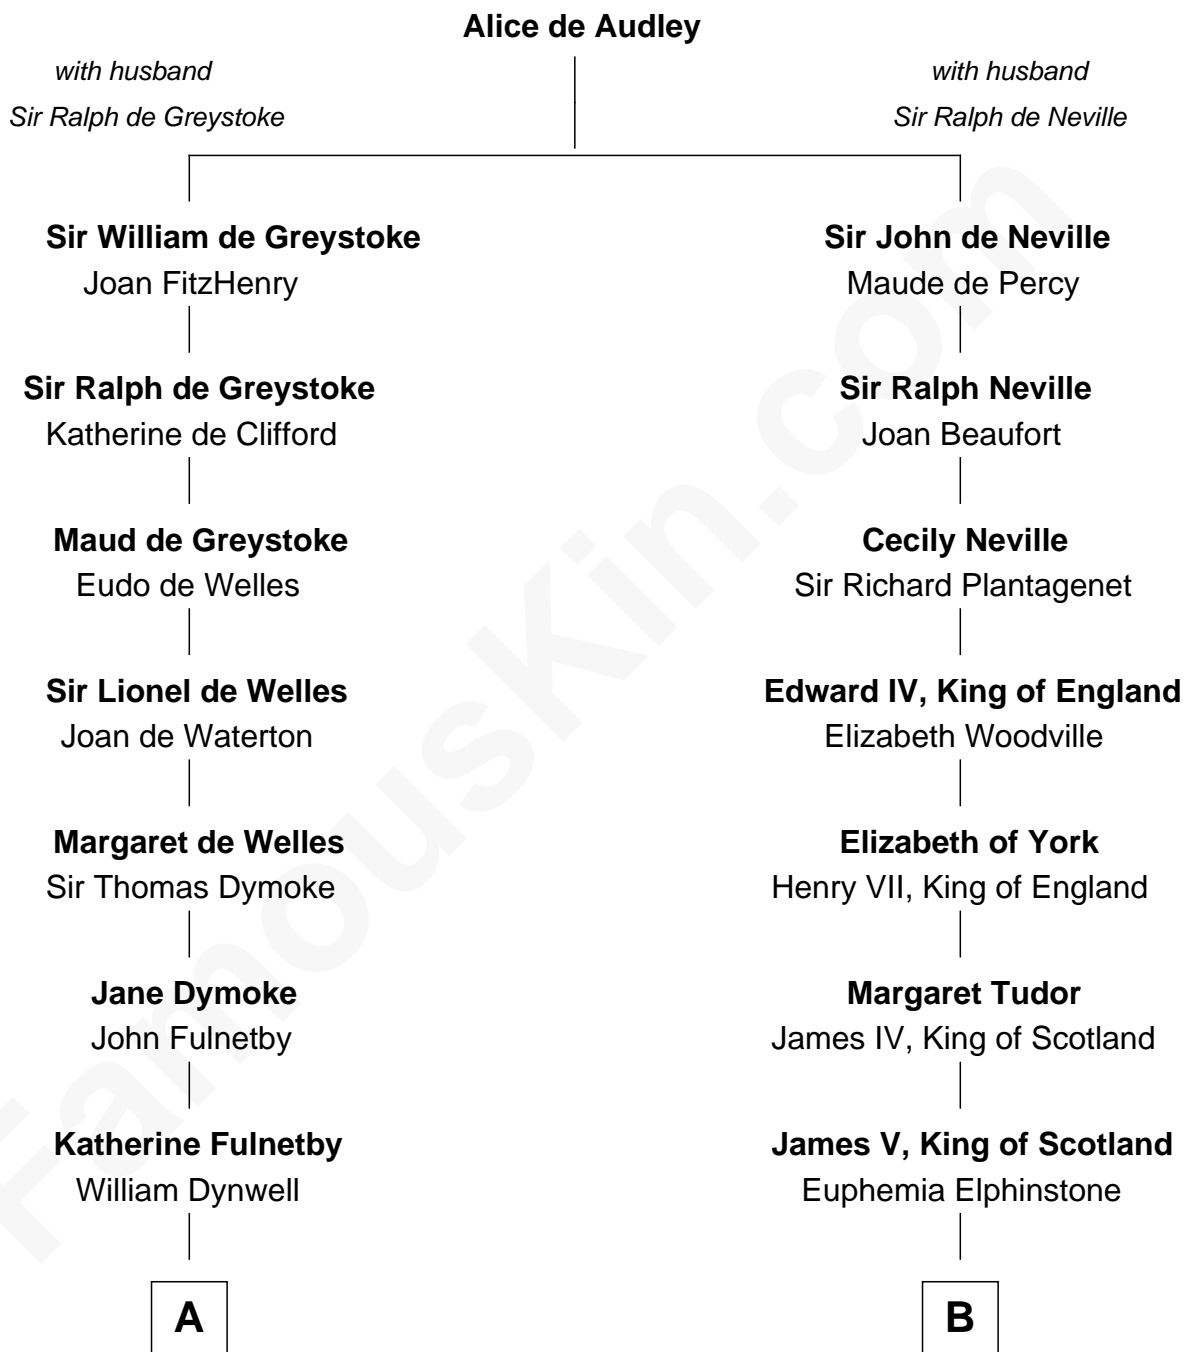 Alice de Audley
with husband
Sir Ralph de Greystoke
with husband
Sir Ralph de Neville
Sir William de Greystoke
Joan FitzHenry
Sir John de Neville
Maude de Percy
Sir Ralph de Greystoke
Katherine de Clifford
Sir Ralph Neville
Joan Beaufort
Maud de Greystoke
Eudo de Welles
Cecily Neville
Sir Richard Plantagenet
Sir Lionel de Welles
Joan de Waterton
Edward IV, King of England
Elizabeth Woodville
Margaret de Welles
Sir Thomas Dymoke
Elizabeth of York
Henry VII, King of England
Jane Dymoke
John Fulnetby
Margaret Tudor
James IV, King of Scotland
Katherine Fulnetby
William Dynwell
James V, King of Scotland
Euphemia Elphinstone
A
B
FamousKin.com